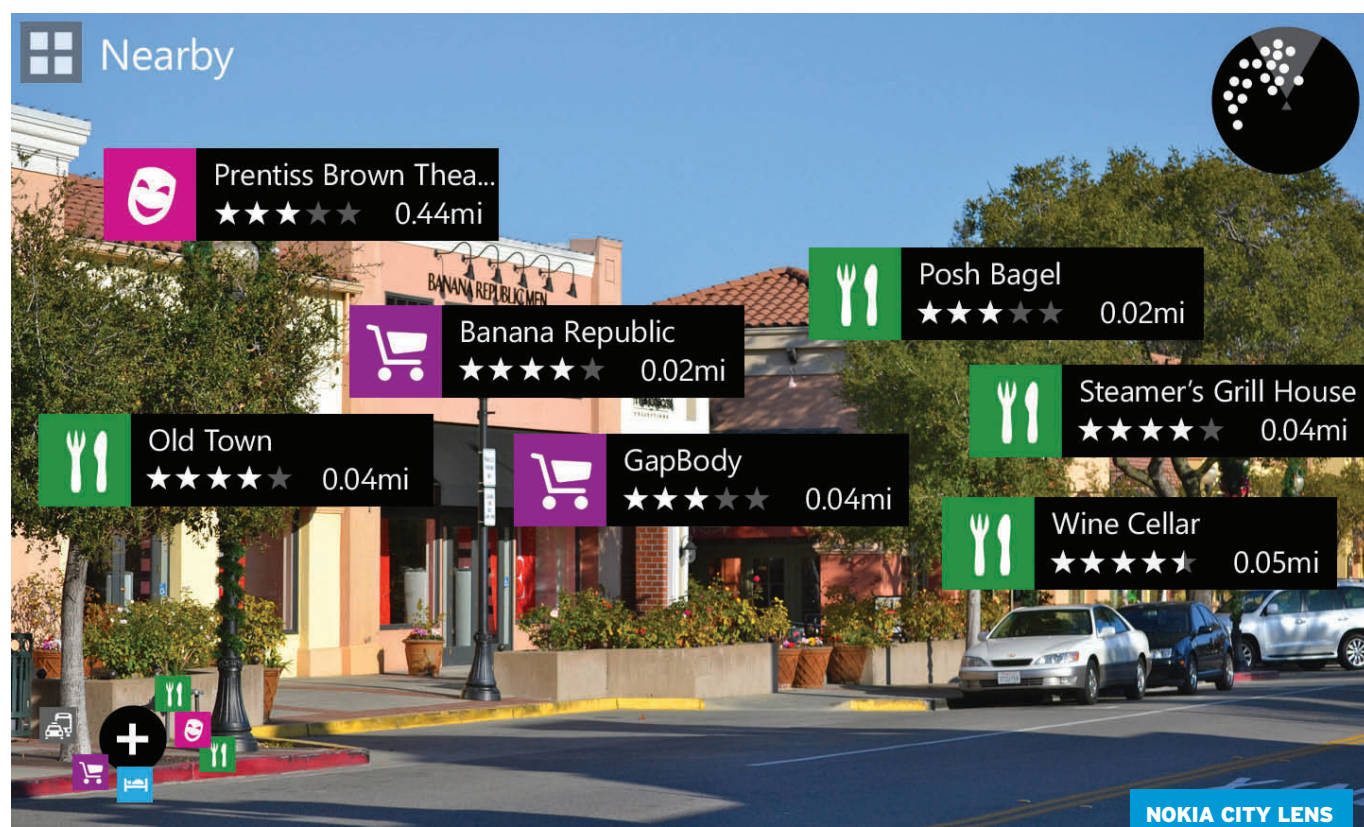 Nearby
Prentiss Brown Thea...
0.44mi
BANANA REPUBLIC MEN
Posh Bagel
0.02mi
Banana Republic
0.02mi
Steamer's Grill House
0.04mi
Old Town
0.04mi
GapBody
0.04mi
Wine Cellar
0.05mi
NOKIA CITY LENS